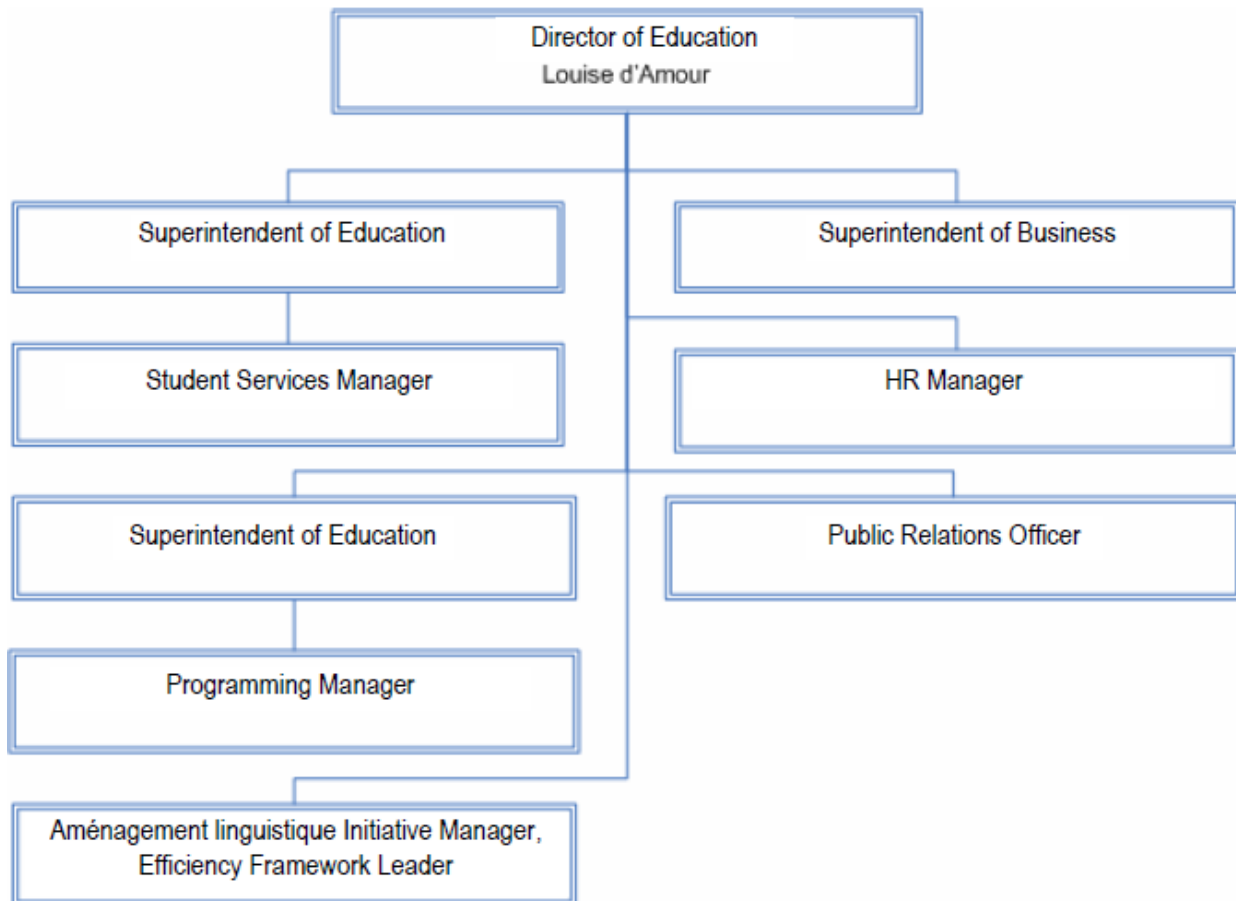 Director of Education
Louise d'Amour
Superintendent of Education
Superintendent of Business
Student Services Manager
HR Manager
Superintendent of Education
Public Relations Officer
Programming Manager
Aménagement linguistique Initiative Manager,
Efficiency Framework Leader